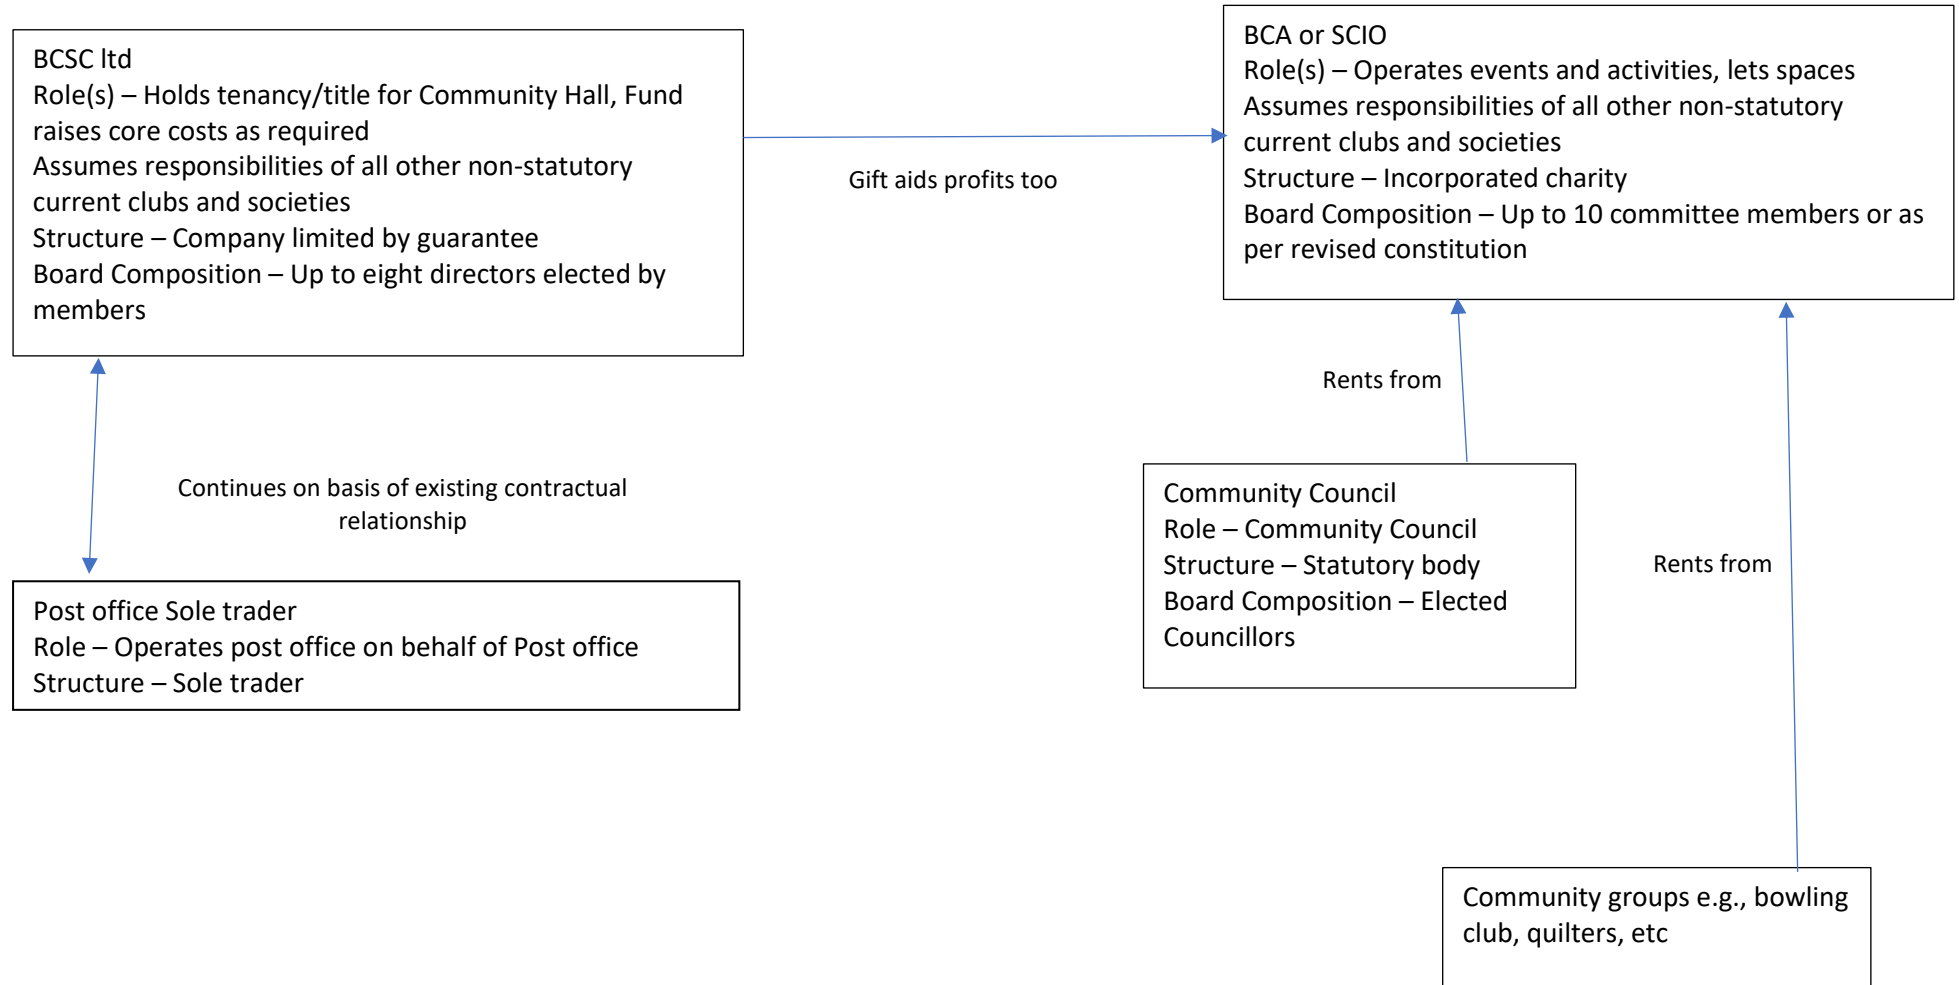 BCSC ltd
Role(s) – Holds tenancy/title for Community Hall, Fund
raises core costs as required
Assumes responsibilities of all other non-statutory
current clubs and societies
Structure – Company limited by guarantee
Board Composition – Up to eight directors elected by
members
Gift aids profits too
BCA or SCIO
Role(s) – Operates events and activities, lets spaces
Assumes responsibilities of all other non-statutory
current clubs and societies
Structure – Incorporated charity
Board Composition – Up to 10 committee members or as
per revised constitution
Rents from
Continues on basis of existing contractual
relationship
Community Council
Role – Community Council
Structure – Statutory body
Board Composition – Elected
Councillors
Rents from
Post office Sole trader
Role – Operates post office on behalf of Post office
Structure – Sole trader
Community groups e.g., bowling
club, quilters, etc